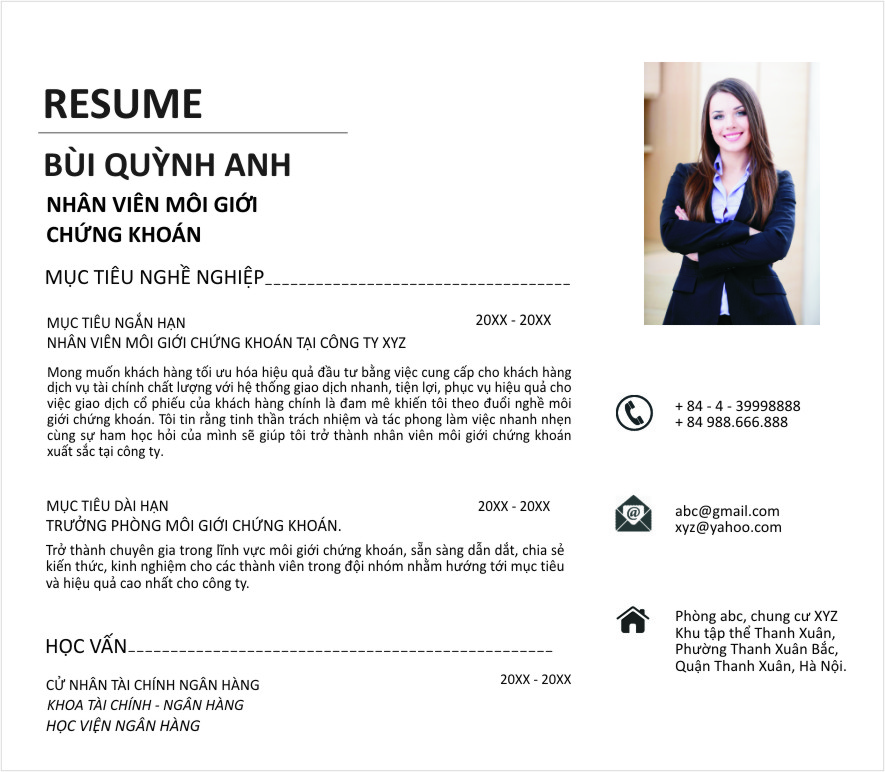 RESUME
BÙI QUỲNH ANH
NHÂN VIÊN MÔI GIỚI
CHỨNG KHOÁN
MỤC TIÊU NGHỀ NGHIỆP
MỤC TIÊU NGẮN HẠN
20XX - 20XX
NHÂN VIÊN MÔI GIỚI CHỨNG KHOÁN TẠI CÔNG TY XYZ
Mong muốn khách hàng tối ưu hóa hiệu quả đầu tư bằng việc cung cấp cho khách hàng
dịch vụ tài chính chất lượng với hệ thống giao dịch nhanh, tiện lợi, phục vụ hiệu quả cho
việc giao dịch cổ phiếu của khách hàng chính là đam mê khiến tôi theo đuổi nghề môi
giới chứng khoán. Tôi tin rằng tinh thần trách nhiệm và tác phong làm việc nhanh nhẹn
cùng sự ham học hỏi của mình sẽ giúp tôi trở thành nhân viên môi giới chứng khoán
xuất sắc tại công ty.
MỤC TIÊU DÀI HẠN
20XX - 20XX
TRƯỞNG PHÒNG MÔI GIỚI CHỨNG KHOÁN.
Trở thành chuyên gia trong lĩnh vực môi giới chứng khoán, sẵn sàng dẫn dắt, chia sẻ
kiến thức, kinh nghiệm cho các thành viên trong đội nhóm nhằm hướng tới mục tiêu
và hiệu quả cao nhất cho công ty.
HỌC VẤN
CỬ NHÂN TÀI CHÍNH NGÂN HÀNG
20XX - 20XX
KHOA TÀI CHÍNH - NGÂN HÀNG
HỌC VIỆN NGÂN HÀNG
+ 84 - 4 - 39998888
+ 84 988.666.888
@
abc@gmail.com
xyz@yahoo.com
Phòng abc, chung cư XYZ
Khu tập thể Thanh Xuân,
Phường Thanh Xuân Bắc,
Quận Thanh Xuân, Hà Nội.